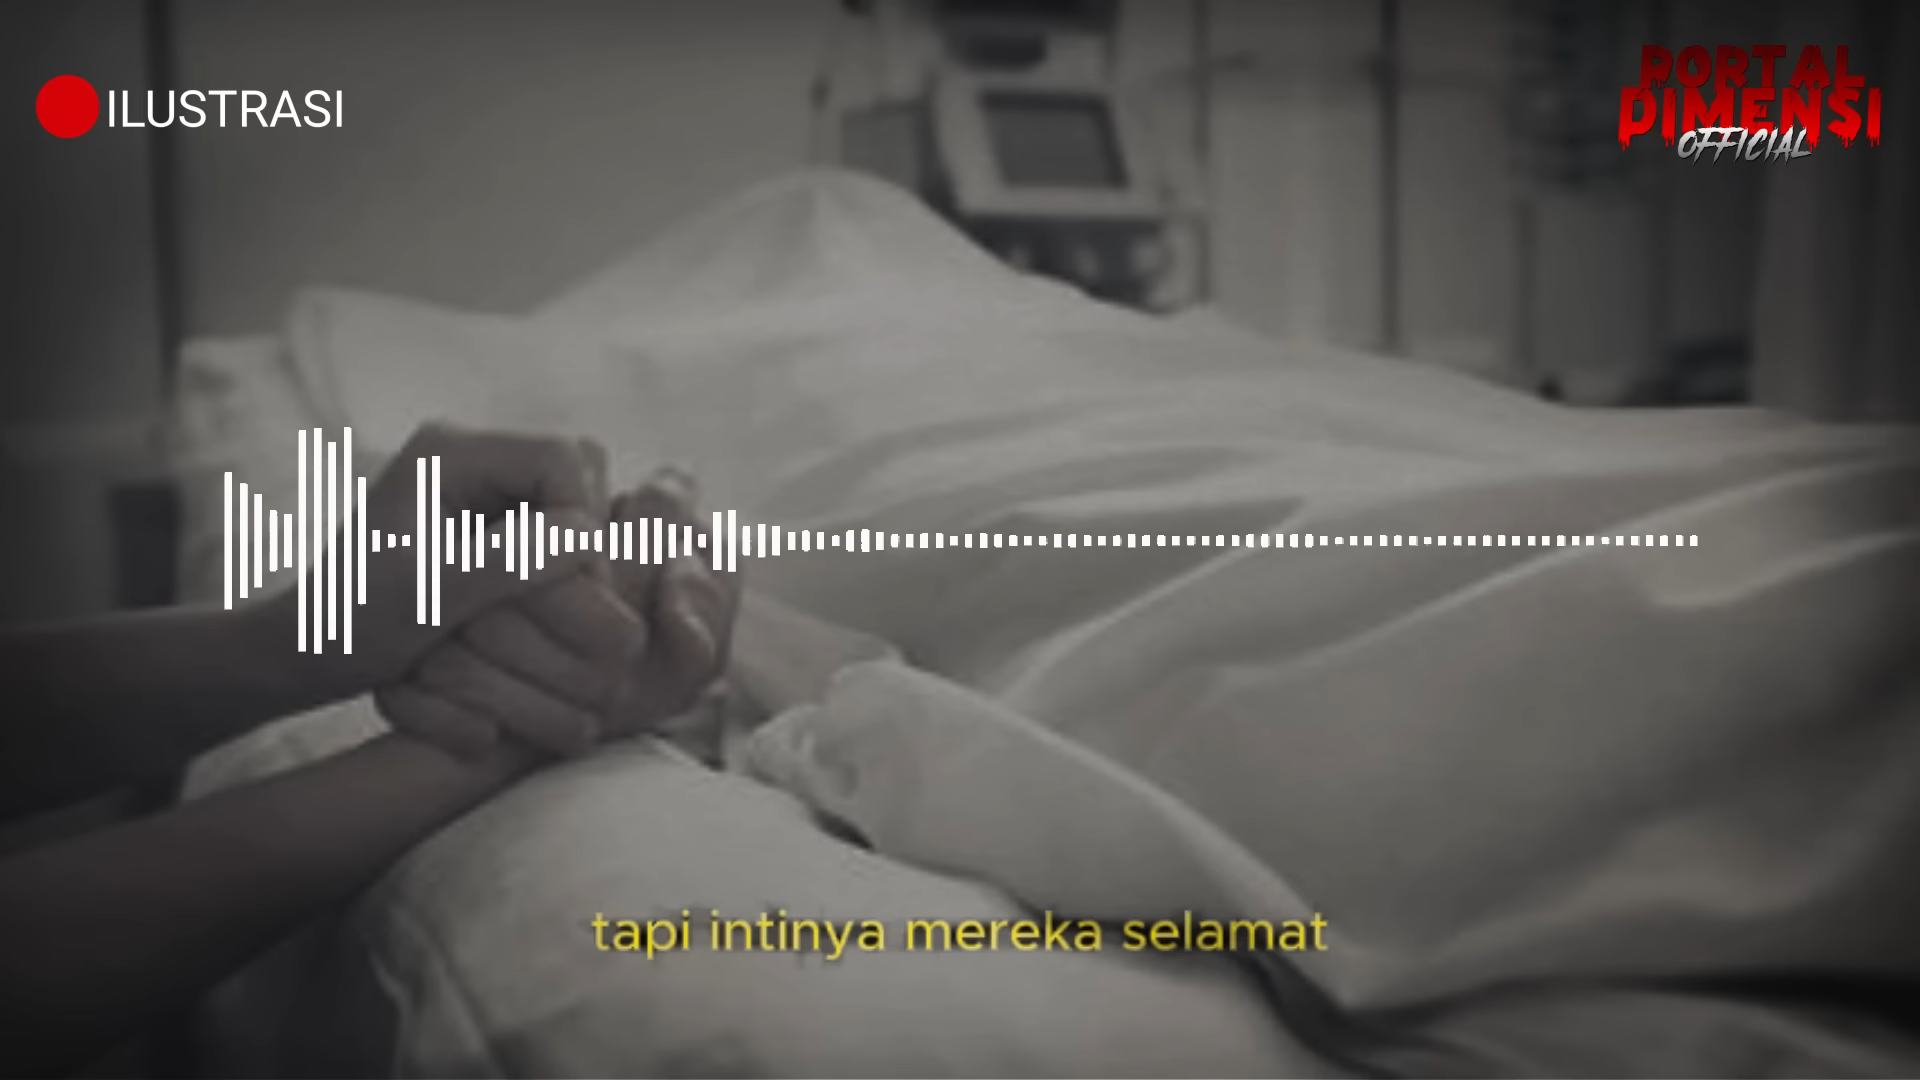 ILUSTRASI
PORTAL
DIMENSI
OFFICIAL
tapi intinya mereka selamat